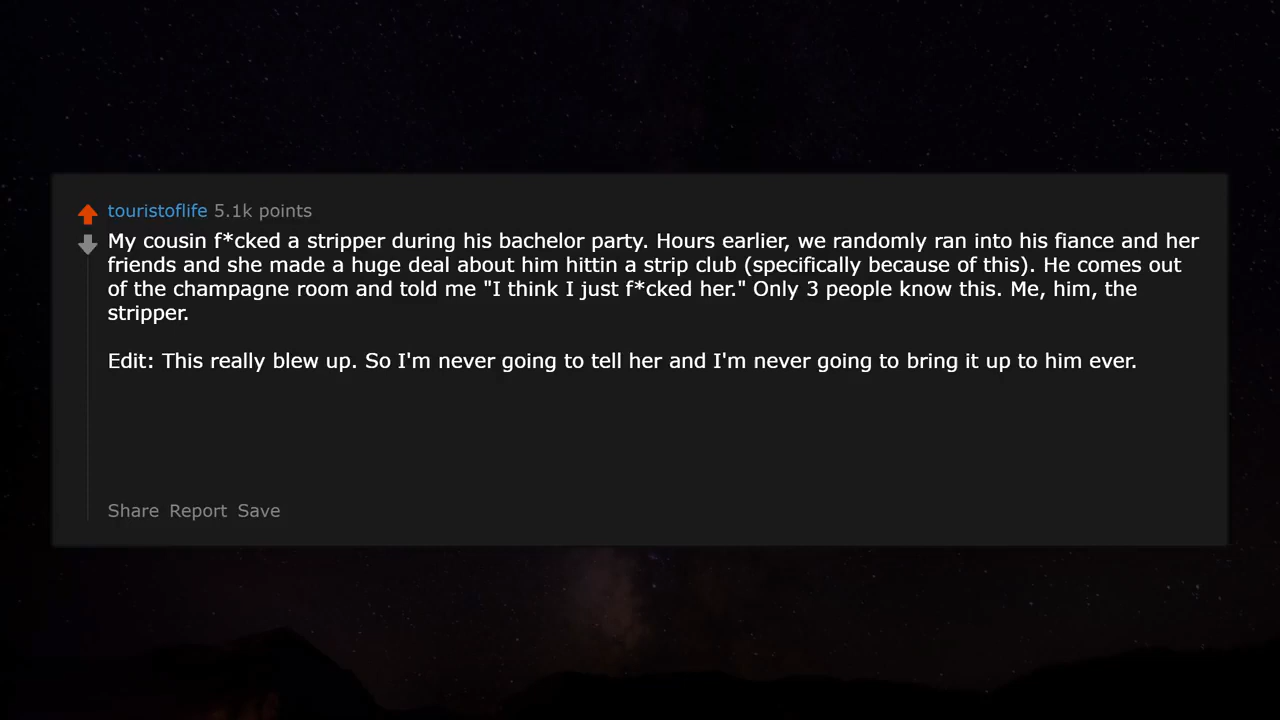 touristoflife 5.1k points
My cousin f*cked a stripper during his bachelor party. Hours earlier, we randomly ran into his fiance and her
friends and she made a huge deal about him hittin a strip club (specifically because of this). He comes out
of the champagne room and told me "I think I just f*cked her." Only 3 people know this. Me, him, the
stripper.
Edit: This really blew up. So I'm never going to tell her and I'm never going to bring it up to him ever.
Share Report Save